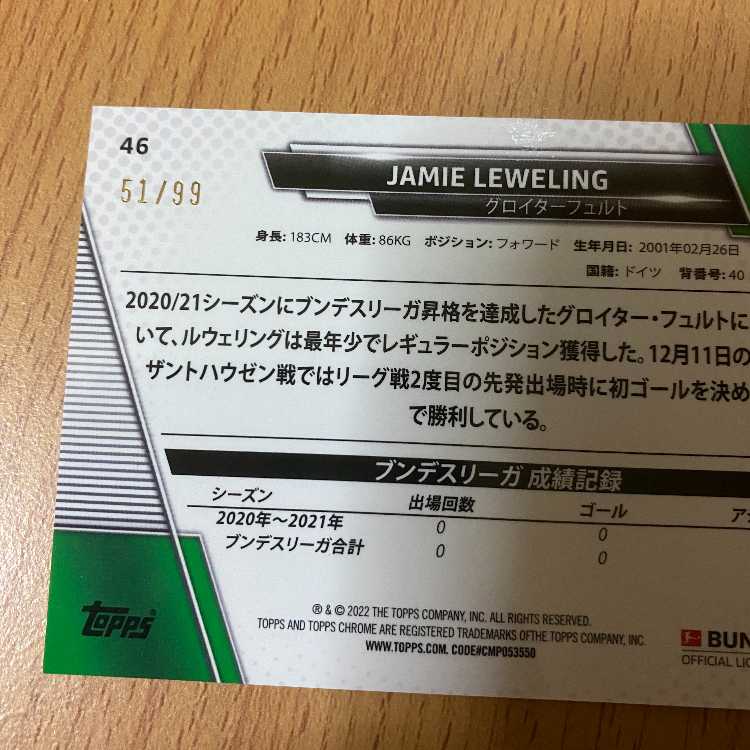 46
51/99
JAMIE LEWELING
グロイターフュルト
身長: 183CM 体重: 86KG ポジション: フォワード 生年月日: 2001年02月26日
国籍: ドイツ 背番号: 40
2020/21シーズンにブンデスリーガ昇格を達成したグロイター・フュルトに
いて、ルウェリングは最年少でレギュラーポジション獲得した。12月11日の
ザントハウゼン戦ではリーグ戦2度目の先発出場時に初ゴールを決め
で勝利している。
ブンデスリーガ 成績記録
シーズン 出場回数 ゴール ア
2020年〜2021年 0 0
ブンデスリーガ合計 0 0
® & © 2022 THE TOPPS COMPANY, INC. ALL RIGHTS RESERVED.
TOPPS AND TOPPS CHROME ARE REGISTERED TRADEMARKS OFTHE TOPPS COMPANY, INC.
WWW.TOPPS.COM. CODE#CMP053550
TOPPS
BUN
OFFICIAL LIC